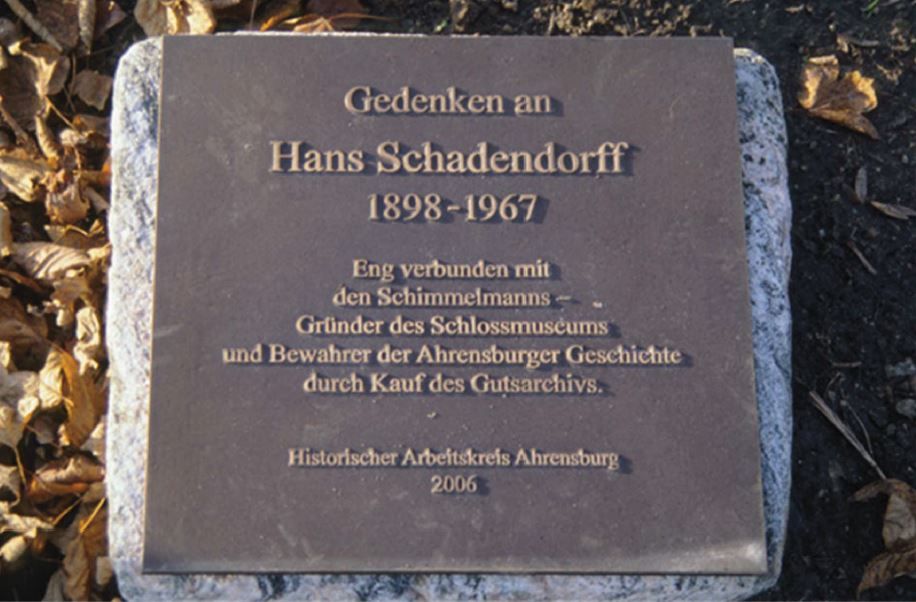 Gedenken an
Hans Schadendorff
1898-1967
Eng verbunden mit
den Schimmelmanns –
Gründer des Schlossmuseums
und Bewahrer der Ahrensburger Geschichte
durch Kauf des Gutsarchivs.
Historischer Arbeitskreis Ahrensburg
2006